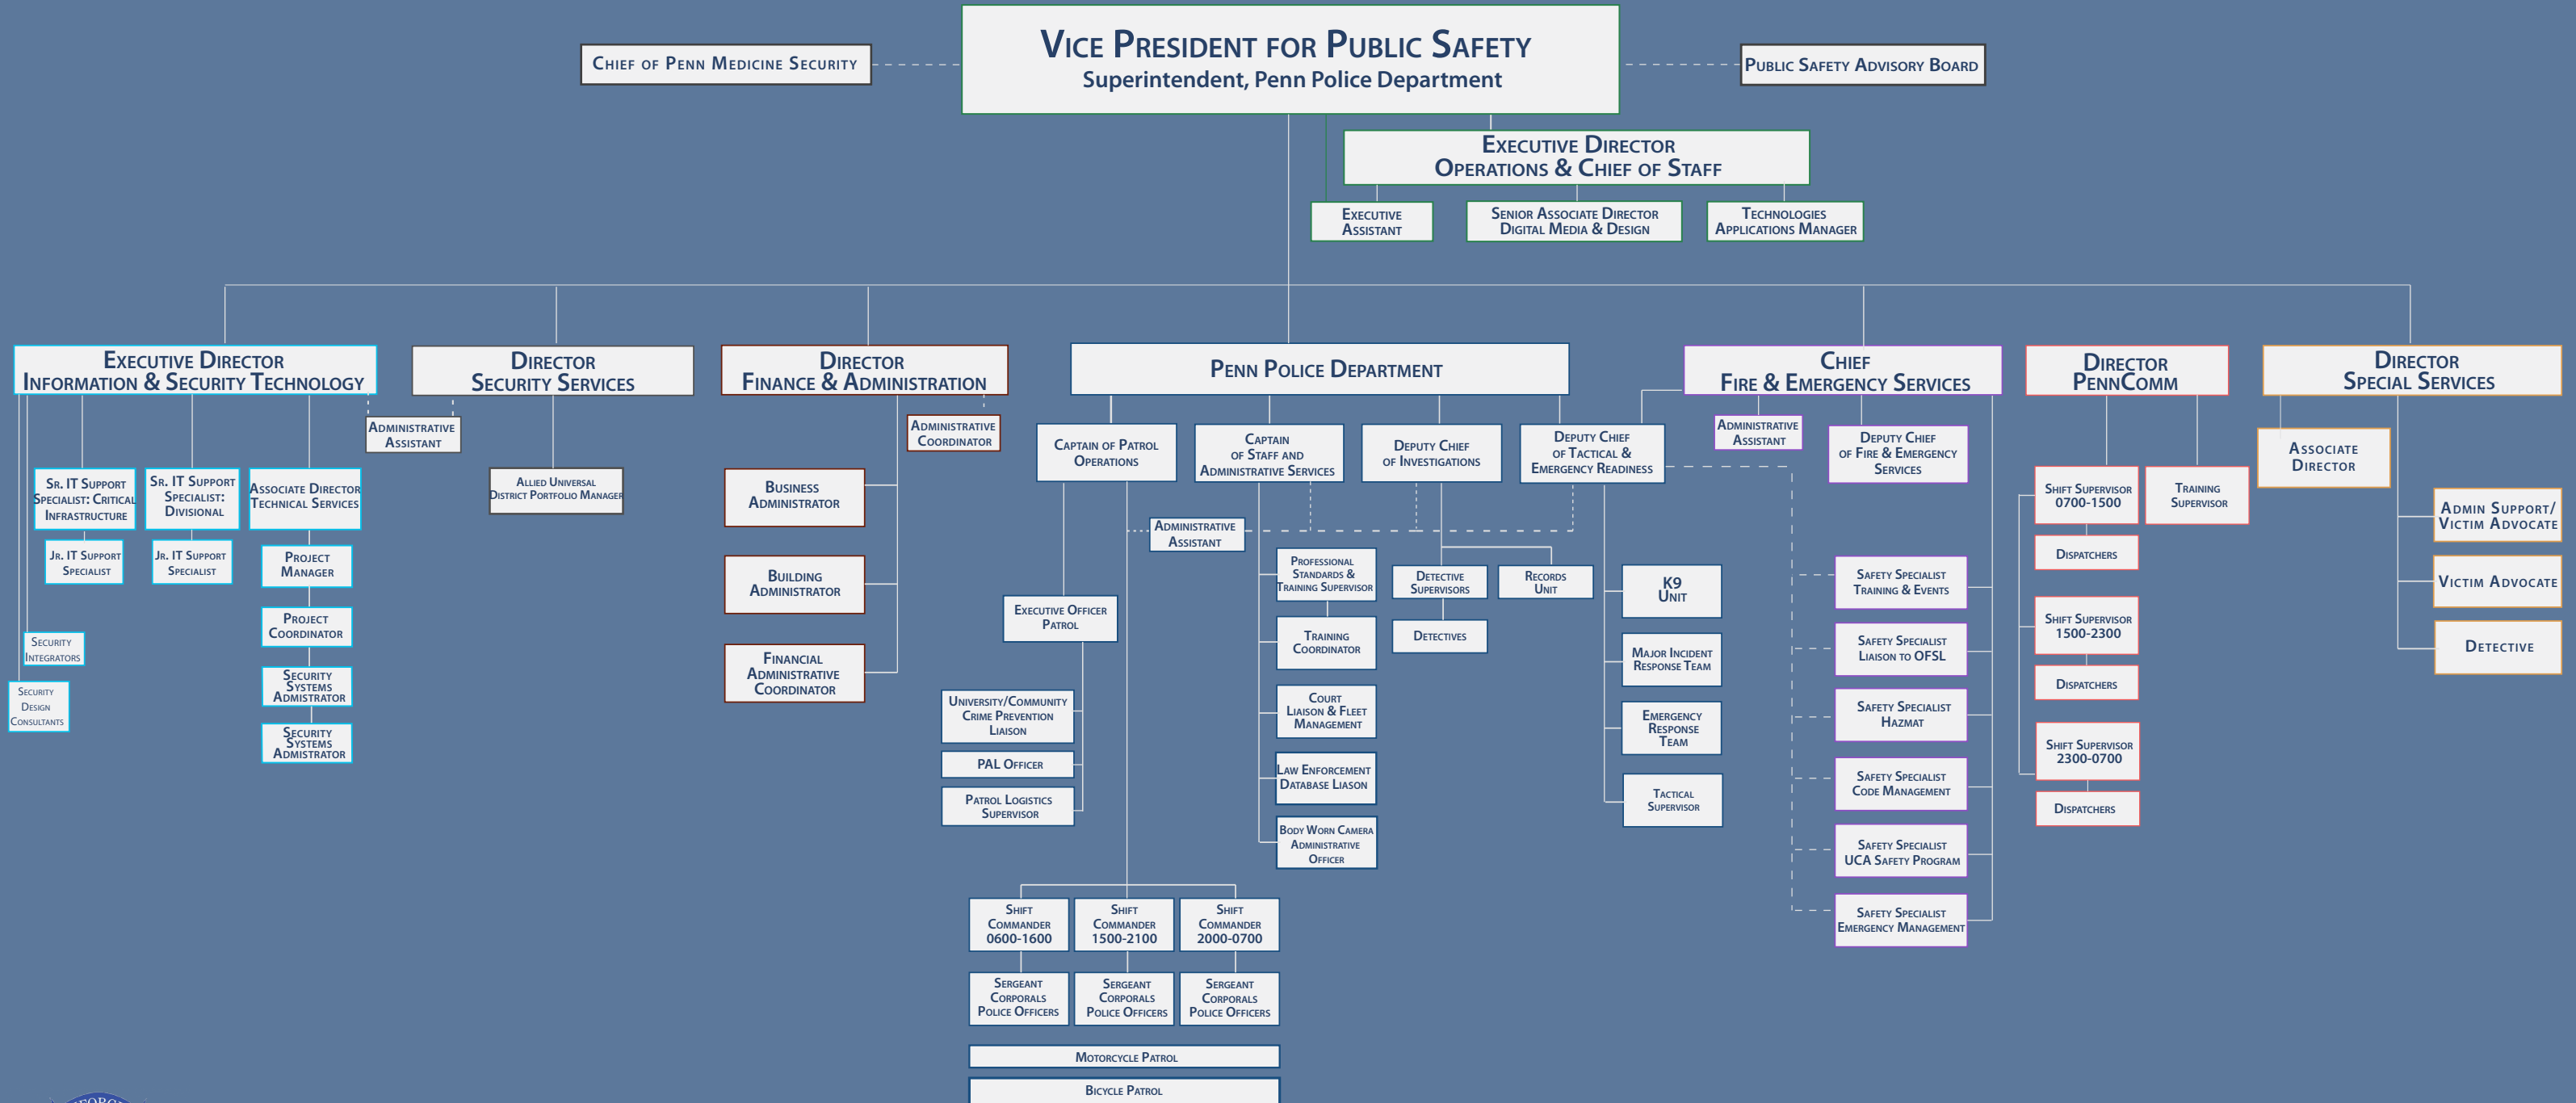 Vice President for Public Safety
Superintendent, Penn Police Department
Chief of Penn Medicine Security
Public Safety Advisory Board
Executive Director
Operations & Chief of Staff
Executive
Assistant
Senior Associate Director
Digital Media & Design
Technologies
Applications Manager
Executive Director
Information & Security Technology
Director
Security Services
Director
Finance & Administration
Penn Police Department
Chief
Fire & Emergency Services
Director
PennComm
Director
Special Services
Administrative
Assistant
Sr. IT Support
Specialist: Critical
Infrastructure
Sr. IT Support
Specialist:
Divisional
Associate Director
Technical Services
Jr. IT Support
Specialist
Jr. IT Support
Specialist
Project
Manager
Project
Coordinator
Security
Systems
Admistrator
Security
Systems
Admistrator
Security
Integrators
Security
Design
Consultants
Allied Universal
District Portfolio Manager
Administrative
Coordinator
Business
Administrator
Building
Administrator
Financial
Administrative
Coordinator
Captain of Patrol
Operations
Captain
of Staff and
Administrative Services
Deputy Chief
of Investigations
Deputy Chief
of Tactical &
Emergency Readiness
Administrative
Assistant
Executive Officer
Patrol
University/Community
Crime Prevention
Liaison
PAL Officer
Patrol Logistics
Supervisor
Professional
Standards &
Training Supervisor
Training
Coordinator
Court
Liaison & Fleet
Management
Law Enforcement
Database Liason
Body Worn Camera
Administrative
Officer
Detective
Supervisors
Records
Unit
Detectives
K9
Unit
Major Incident
Response Team
Emergency
Response
Team
Tactical
Supervisor
Shift
Commander
0600-1600
Shift
Commander
1500-2100
Shift
Commander
2000-0700
Sergeant
Corporals
Police Officers
Sergeant
Corporals
Police Officers
Sergeant
Corporals
Police Officers
Motorcycle Patrol
Bicycle Patrol
Administrative
Assistant
Deputy Chief
of Fire & Emergency
Services
Safety Specialist
Training & Events
Safety Specialist
Liaison to OFSL
Safety Specialist
Hazmat
Safety Specialist
Code Management
Safety Specialist
UCA Safety Program
Safety Specialist
Emergency Management
Shift Supervisor
0700-1500
Training
Supervisor
Dispatchers
Shift Supervisor
1500-2300
Dispatchers
Shift Supervisor
2300-0700
Dispatchers
Associate
Director
Admin Support/
Victim Advocate
Victim Advocate
Detective